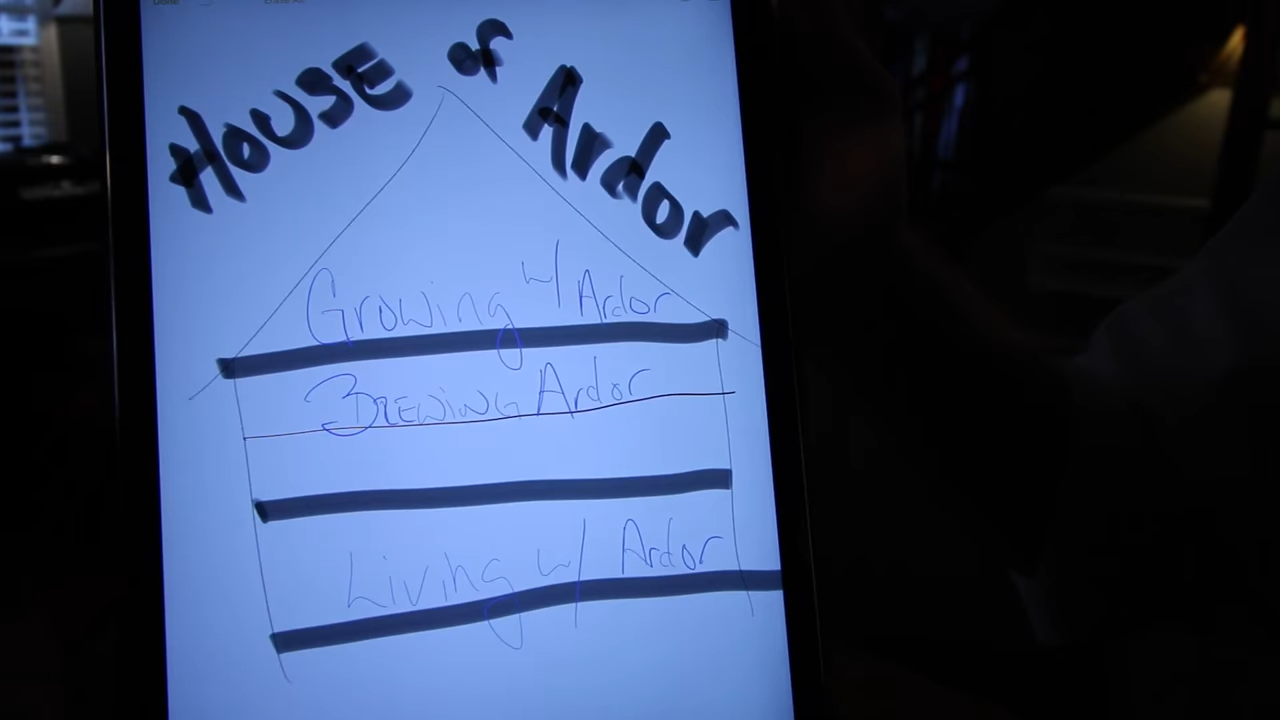 HOUSE of Ardor
Growing w/ Ardor
BREWING Ardor
Living w/ Ardor